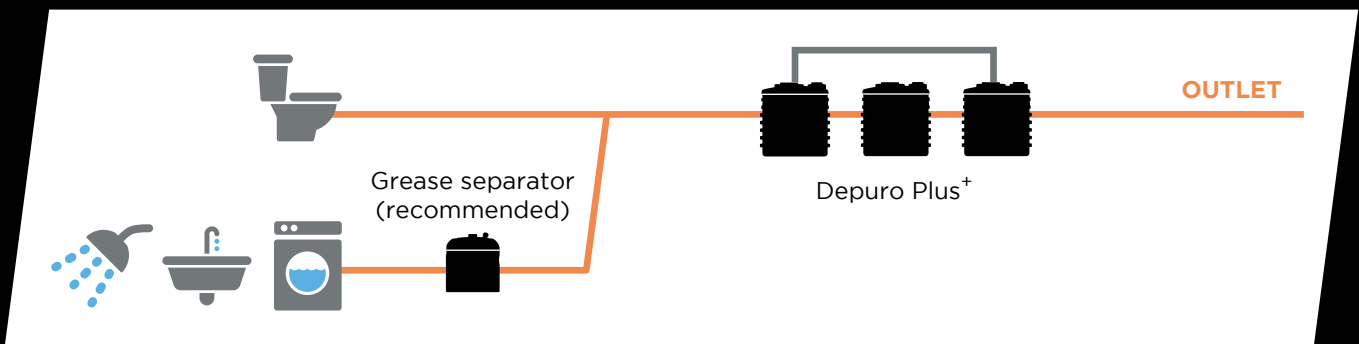 OUTLET
Grease separator
(recommended)
Depuro Plus⁺